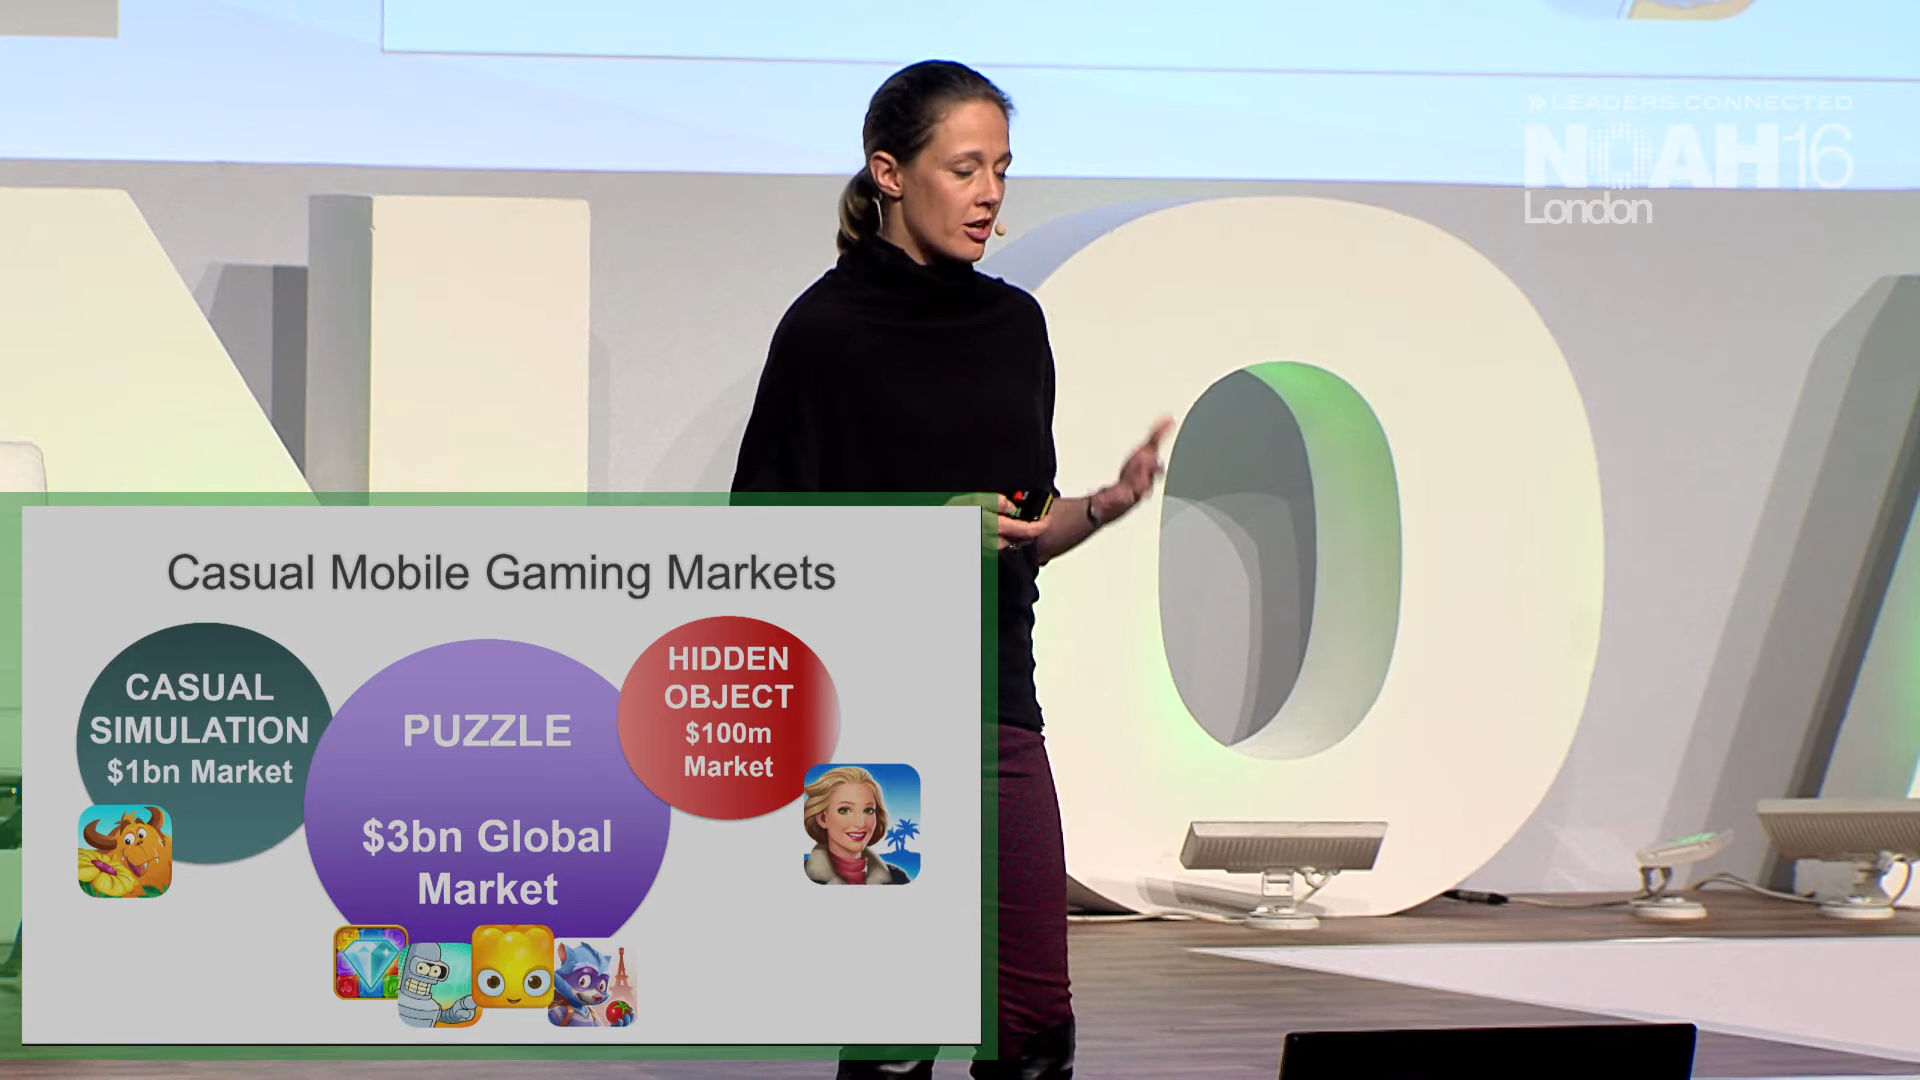 LEADERS CONNECTED
NOAH16
London
Casual Mobile Gaming Markets
CASUAL
SIMULATION
$1bn Market
PUZZLE
$3bn Global
Market
HIDDEN
OBJECT
$100m
Market
NOA